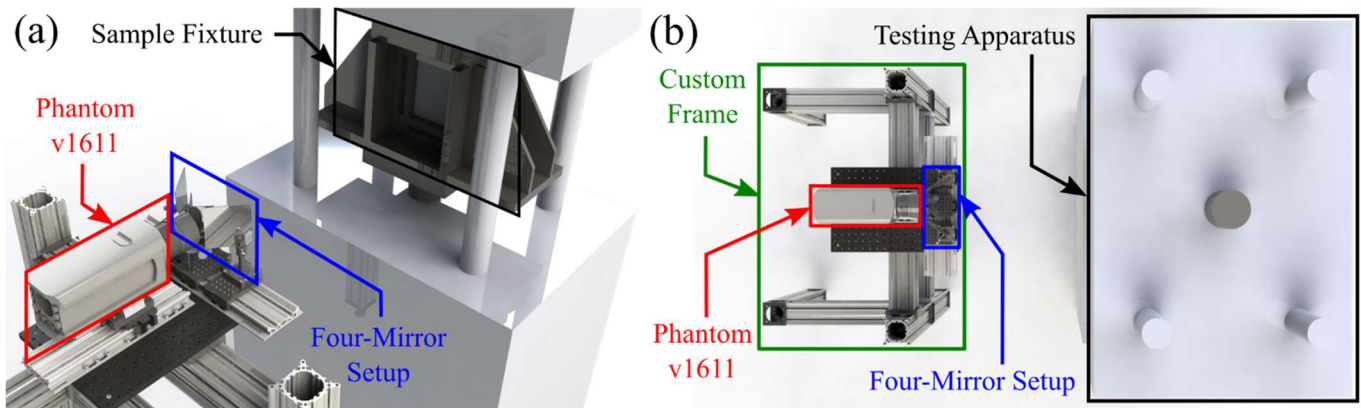 (a)
Sample Fixture
Phantom
v1611
Four-Mirror
Setup
(b)
Testing Apparatus
Custom
Frame
Phantom
v1611
Four-Mirror Setup